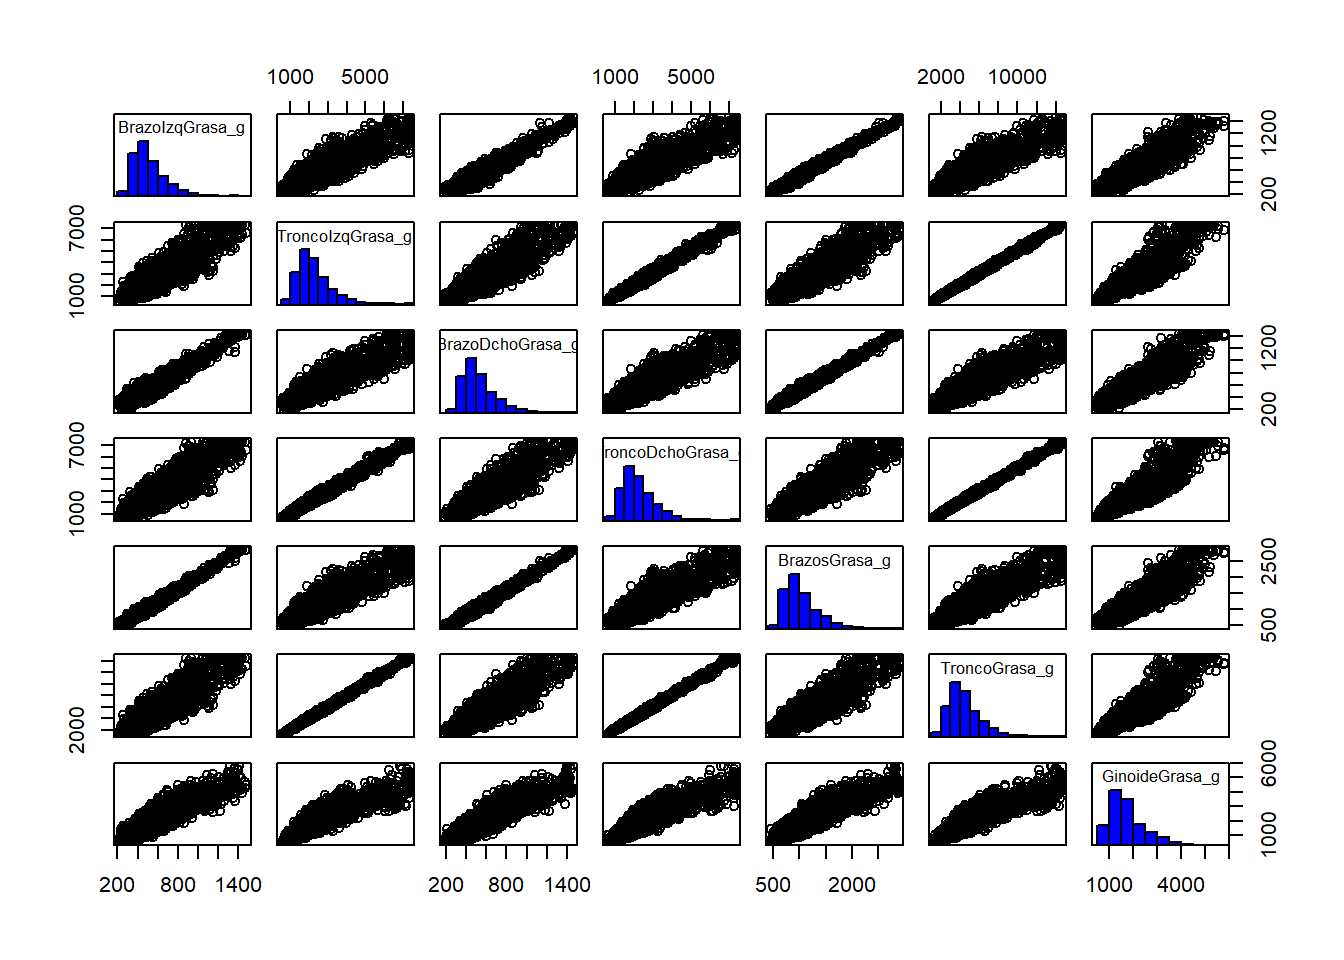 1000 5000 1000 5000 2000 10000
BrazoIzqGrasa_g
1200
200
TroncoIzqGrasa_g
7000
1000
BrazoDchoGrasa_g
1200
200
roncoDchoGrasa_
7000
1000
BrazosGrasa_g
2500
500
TroncoGrasa_g
2000
GinoideGrasa_g
6000
1000
200 800 1400 200 800 1400 500 2000 1000 4000